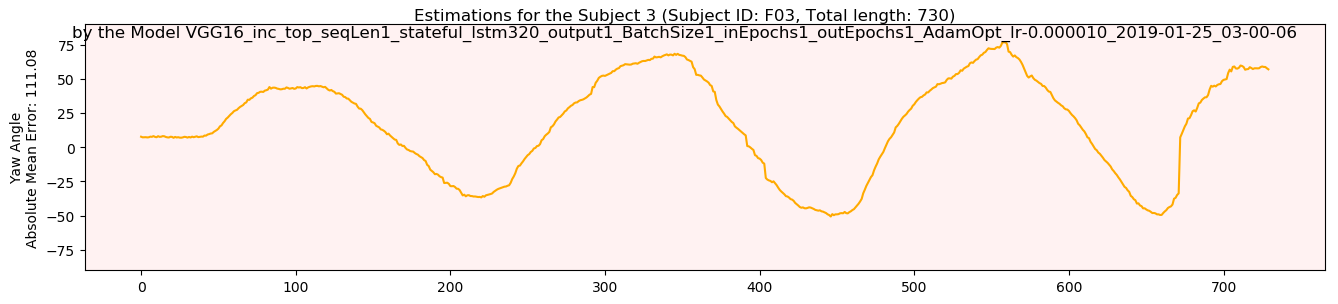 Estimations for the Subject 3 (Subject ID: F03, Total length: 730)
by the Model VGG16_inc_top_seqLen1_stateful_lstm320_output1_BatchSize1_inEpochs1_outEpochs1_AdamOpt_lr-0.000010_2019-01-25_03-00-06
Yaw Angle
Absolute Mean Error: 111.08
75
50
25
0
−25
−50
−75
0 100 200 300 400 500 600 700